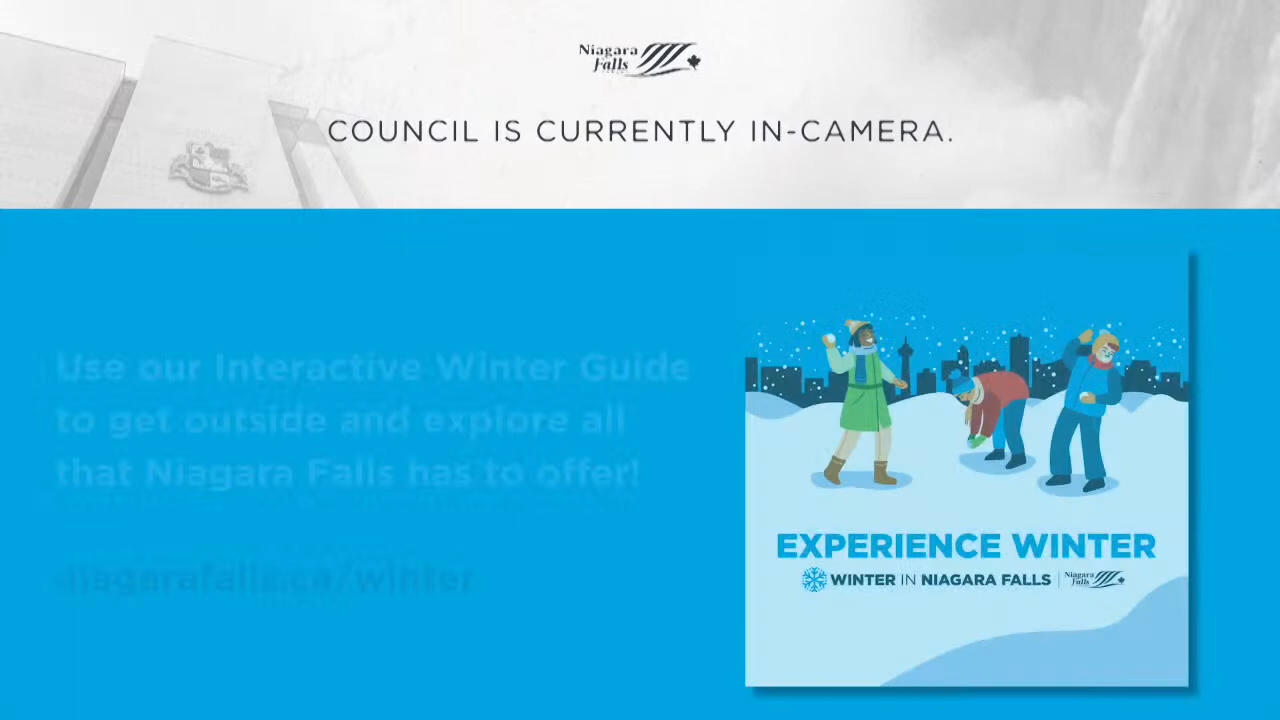 Niagara
Falls
COUNCIL IS CURRENTLY IN-CAMERA.
Use our Interactive Winter Guide
to get outside and explore all
that Niagara Falls has to offer!
niagarafalls.ca/winter
EXPERIENCE WINTER
WINTER IN NIAGARA FALLS
Niagara
Falls